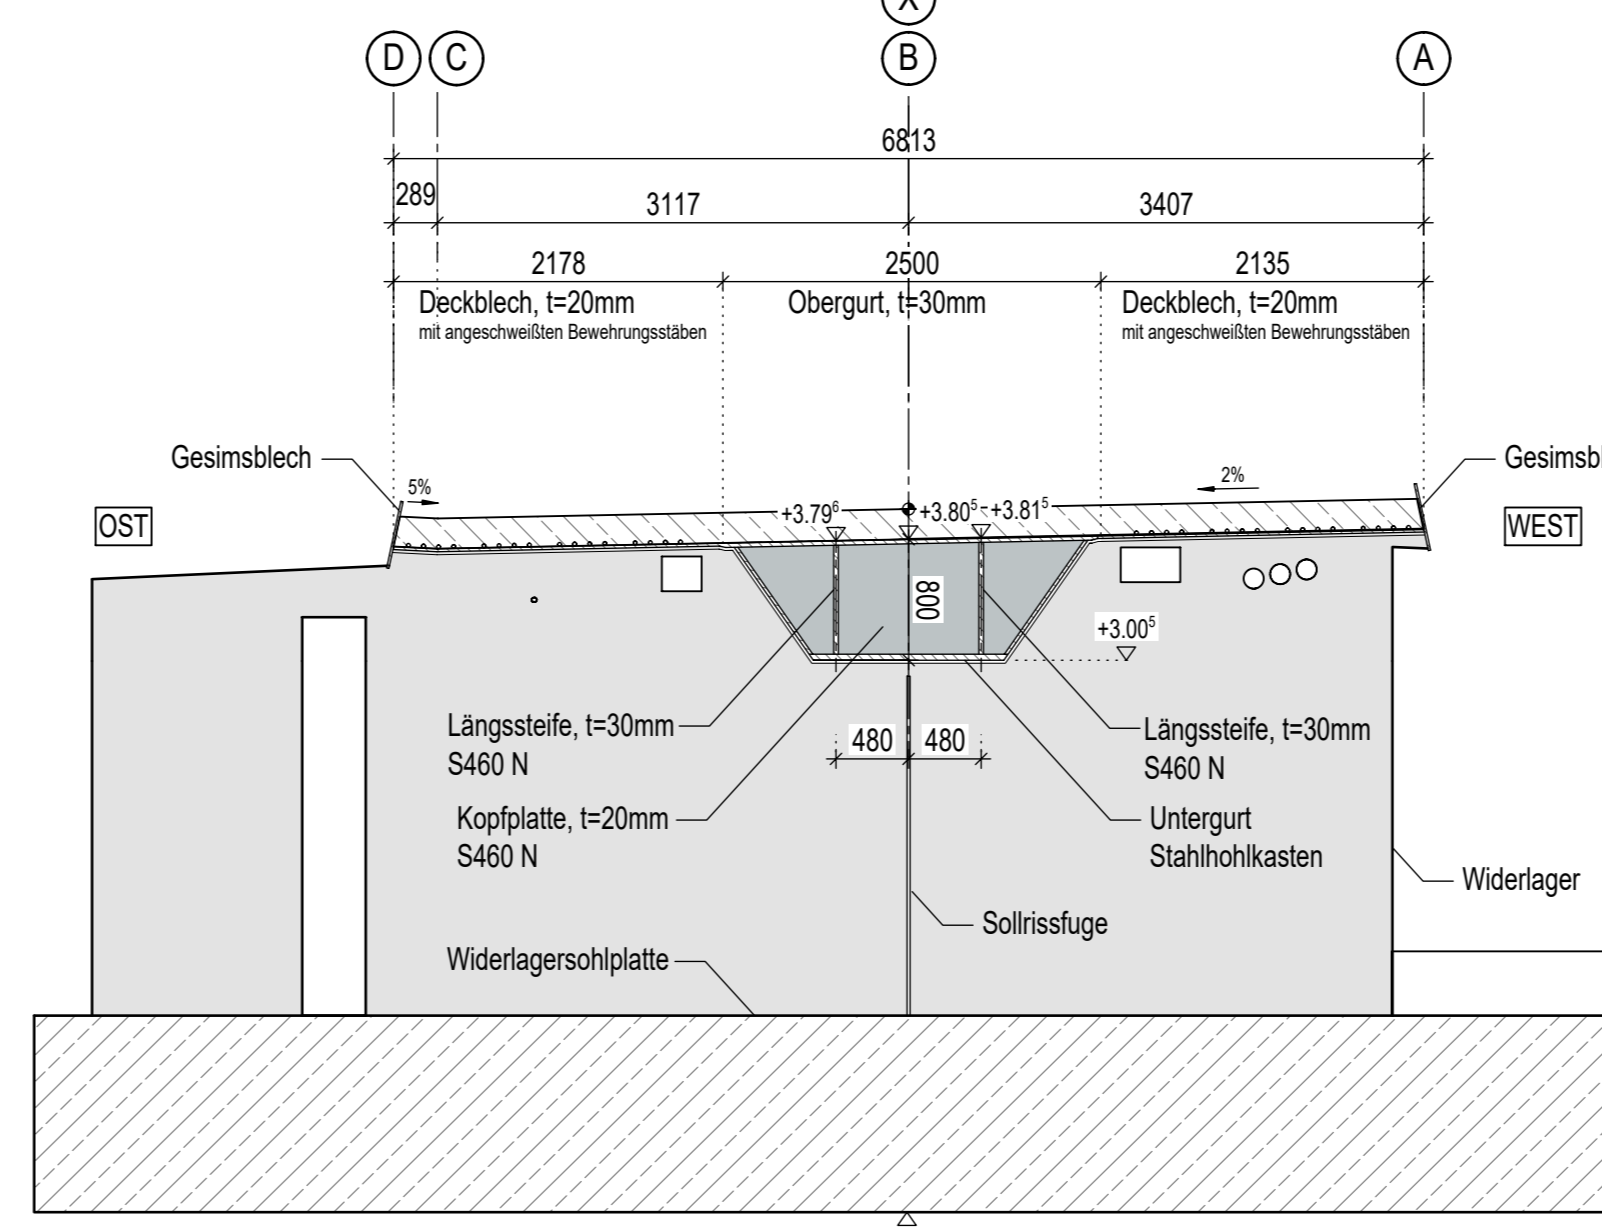 X
D C B A
6813
289 3117 3407
2178 2500 2135
Deckblech, t=20mm Obergurt, t=30mm Deckblech, t=20mm
mit angeschweißten Bewehrungsstäben mit angeschweißten Bewehrungsstäben
Gesimsblech Gesimsbl
5% 2%
+3.79⁶ +3.80⁵ +3.81⁵
OST WEST
800
+3.00⁵
Längssteife, t=30mm
S460 N
480 480
Längssteife, t=30mm
S460 N
Kopfplatte, t=20mm
S460 N
Untergurt
Stahlhohlkasten
Widerlager
Sollrissfuge
Widerlagersohlplatte